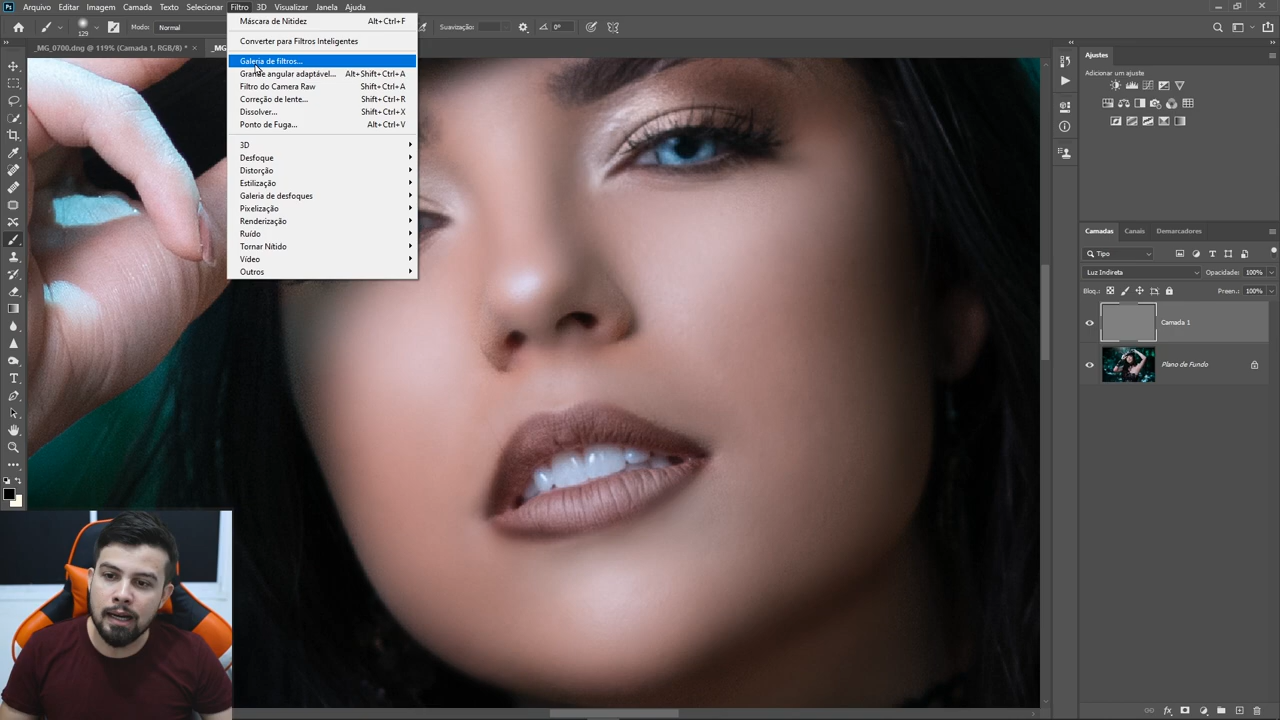 Ps Arquivo Editar Imagem Camada Texto Selecionar Filtro 3D Visualizar Janela Ajuda
129 Modo: Normal Suavização: 0°
_MG_0700.dng @ 119% (Camada 1, RGB/8) * × _MG
Máscara de Nitidez Alt+Ctrl+F
Converter para Filtros Inteligentes
Galeria de filtros...
Grande angular adaptável... Alt+Shift+Ctrl+A
Filtro do Camera Raw Shift+Ctrl+A
Correção de lente... Shift+Ctrl+R
Dissolver... Shift+Ctrl+X
Ponto de Fuga... Alt+Ctrl+V
3D
Desfoque
Distorção
Estilização
Galeria de desfoques
Pixelização
Renderização
Ruído
Tornar Nítido
Vídeo
Outros
Ajustes
Adicionar um ajuste
Camadas Canais Demarcadores
Tipo
Luz Indireta Opacidade: 100%
Bloq.: Preen.: 100%
Camada 1
Plano de Fundo